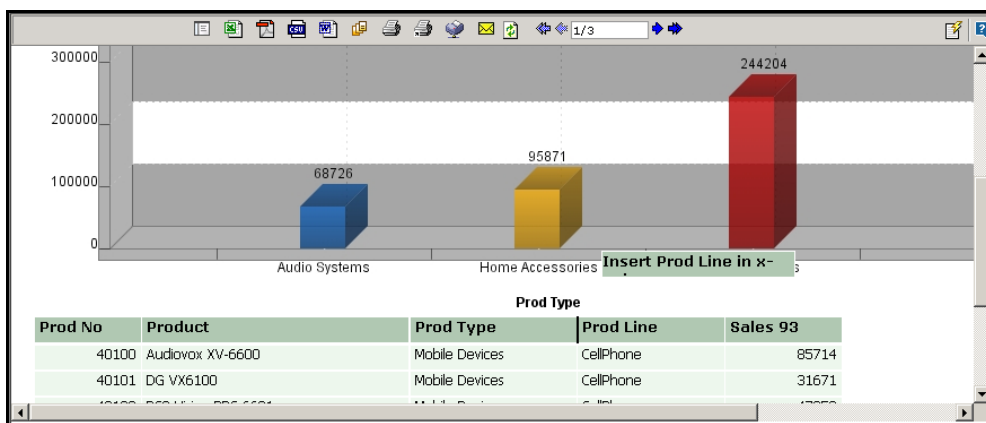 CSV W
1/3
300000
200000
100000
0
68726
95871
244204
Audio Systems
Home Accessories
Insert Prod Line in x-
s
Prod Type
Prod No Product Prod Type Prod Line Sales 93
40100 Audiovox XV-6600 Mobile Devices CellPhone 85714
40101 DG VX6100 Mobile Devices CellPhone 31671